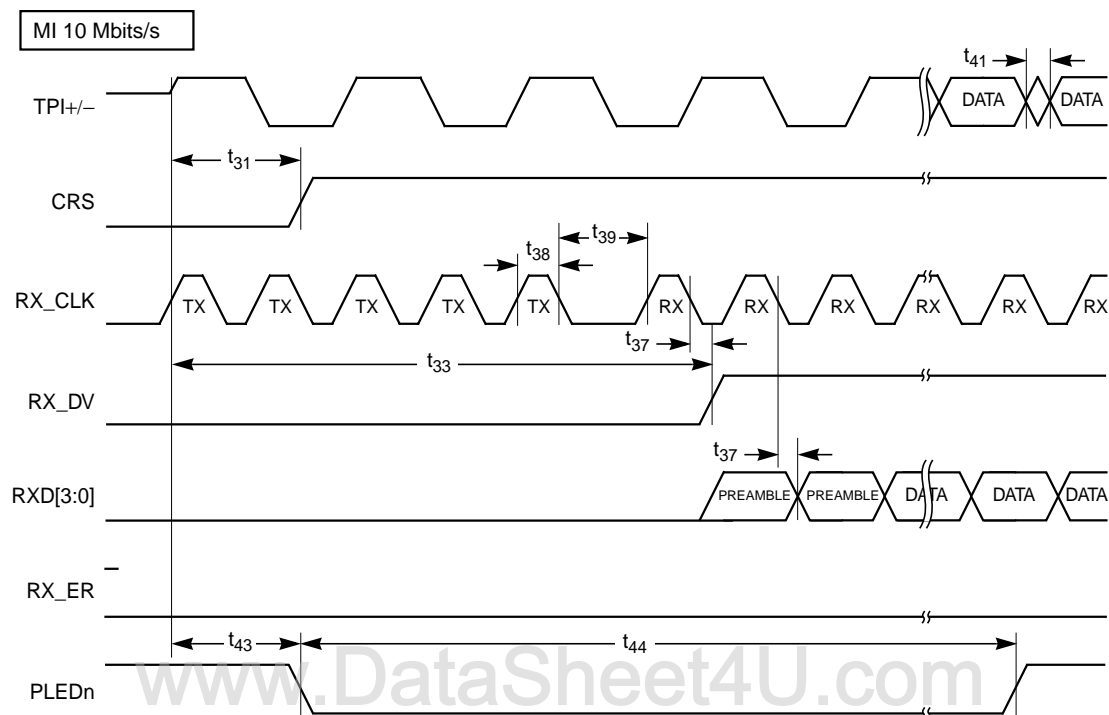 MI 10 Mbits/s
t41
TPI+/– DATA DATA
t31
CRS
t38 t39
RX_CLK TX TX TX TX TX RX RX RX RX RX
t37
t33
RX_DV
t37
RXD[3:0] PREAMBLE PREAMBLE DATA DATA DATA
RX_ER
t43 t44
PLEDn
www.DataSheet4U.com